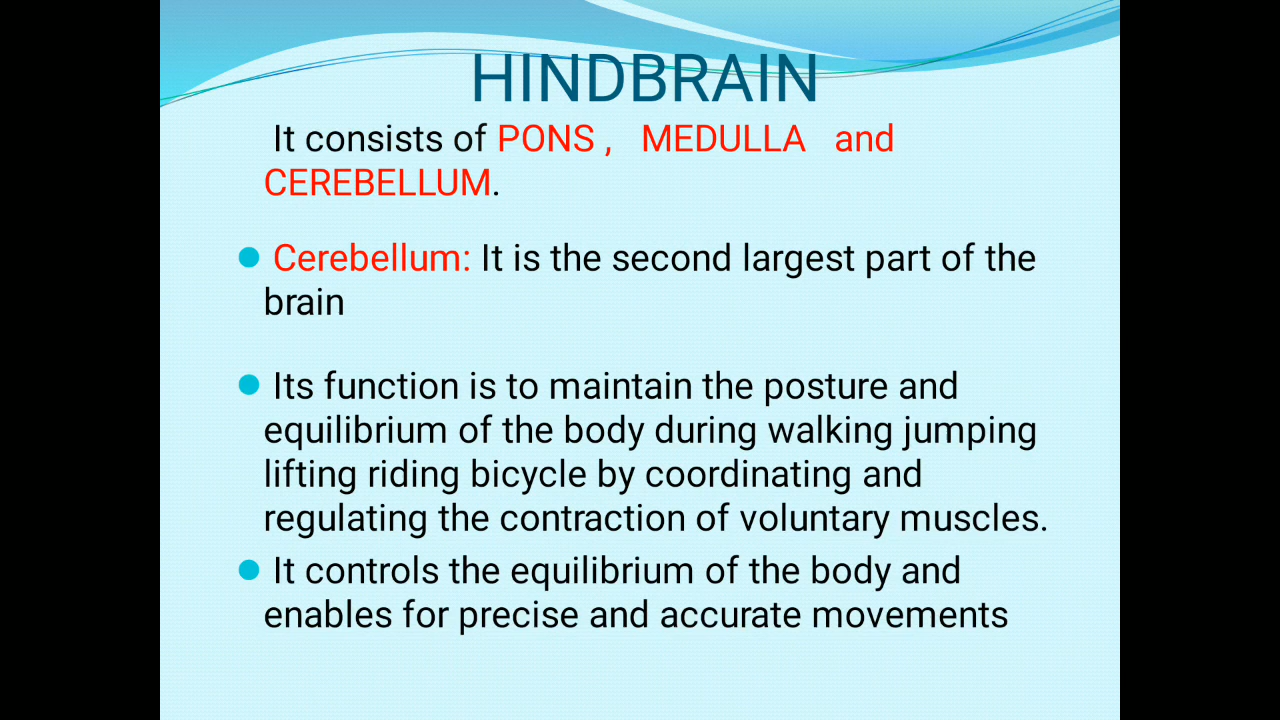 HINDBRAIN
It consists of PONS ,   MEDULLA   and
CEREBELLUM.
Cerebellum: It is the second largest part of the
brain
Its function is to maintain the posture and
equilibrium of the body during walking jumping
lifting riding bicycle by coordinating and
regulating the contraction of voluntary muscles.
It controls the equilibrium of the body and
enables for precise and accurate movements